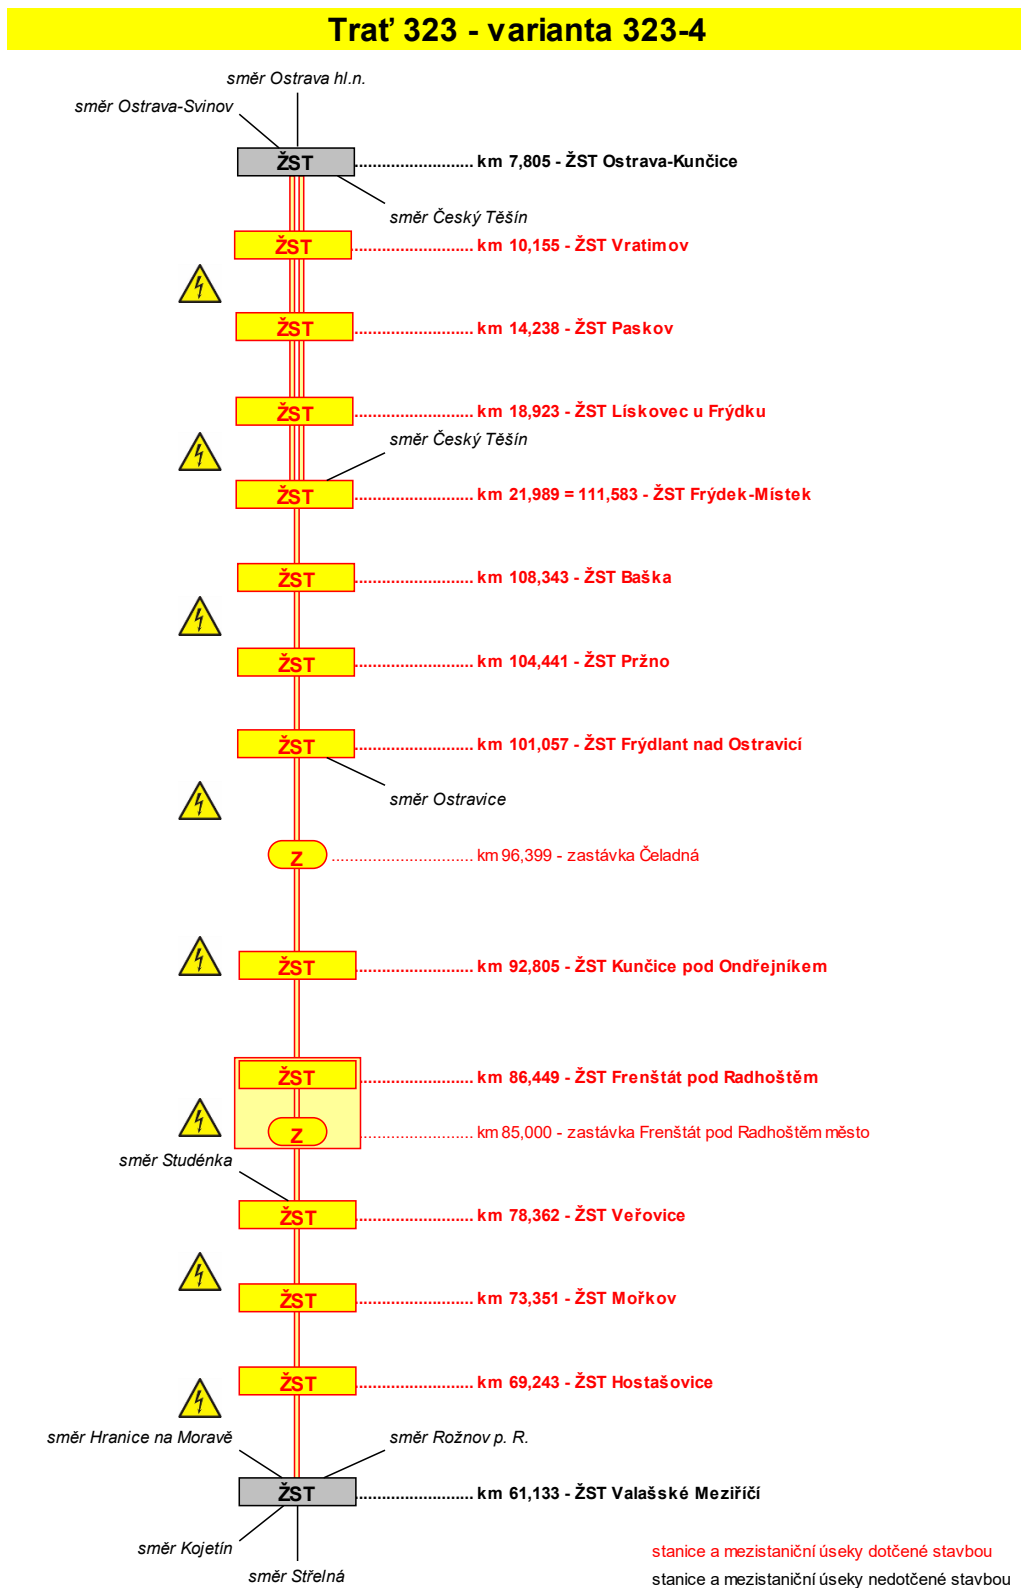 Trať 323 - varianta 323-4
směr Ostrava hl.n.
směr Ostrava-Svinov
ŽST
km 7,805 - ŽST Ostrava-Kunčice
směr Český Těšín
ŽST
km 10,155 - ŽST Vratimov
ŽST
km 14,238 - ŽST Paskov
ŽST
km 18,923 - ŽST Lískovec u Frýdku
směr Český Těšín
ŽST
km 21,989 = 111,583 - ŽST Frýdek-Místek
ŽST
km 108,343 - ŽST Baška
ŽST
km 104,441 - ŽST Pržno
ŽST
km 101,057 - ŽST Frýdlant nad Ostravicí
směr Ostravice
Z
km 96,399 - zastávka Čeladná
ŽST
km 92,805 - ŽST Kunčice pod Ondřejníkem
ŽST
km 86,449 - ŽST Frenštát pod Radhoštěm
Z
km 85,000 - zastávka Frenštát pod Radhoštěm město
směr Studénka
ŽST
km 78,362 - ŽST Veřovice
ŽST
km 73,351 - ŽST Mořkov
ŽST
km 69,243 - ŽST Hostašovice
směr Hranice na Moravě
směr Rožnov p. R.
ŽST
km 61,133 - ŽST Valašské Meziříčí
směr Kojetín
směr Střelná
stanice a mezistaniční úseky dotčené stavbou
stanice a mezistaniční úseky nedotčené stavbou